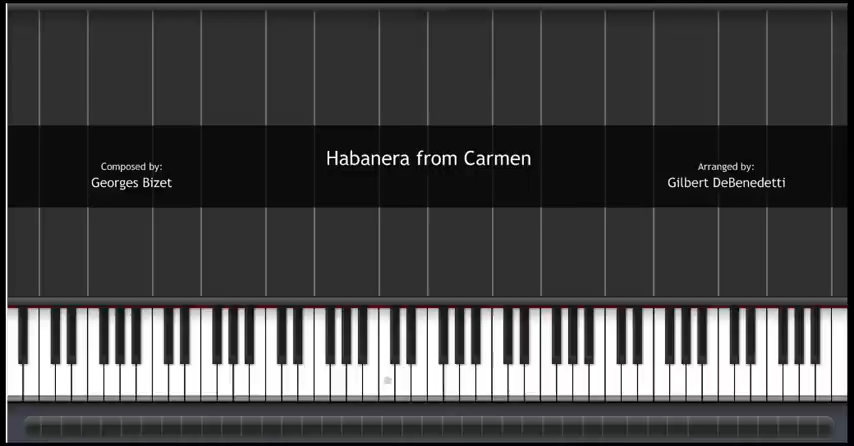 Composed by:
Georges Bizet
Habanera from Carmen
Arranged by:
Gilbert DeBenedetti